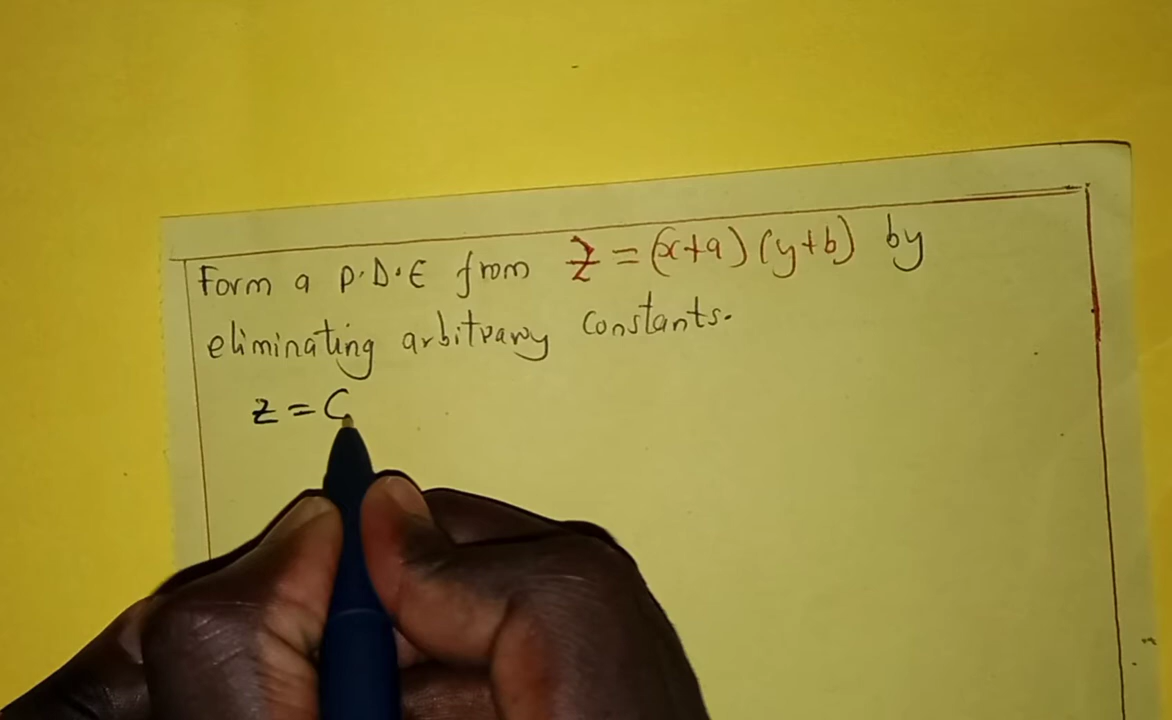 Form a P.D.E from z = (x+a) (y+b) by
eliminating arbitrary constants.
z = (